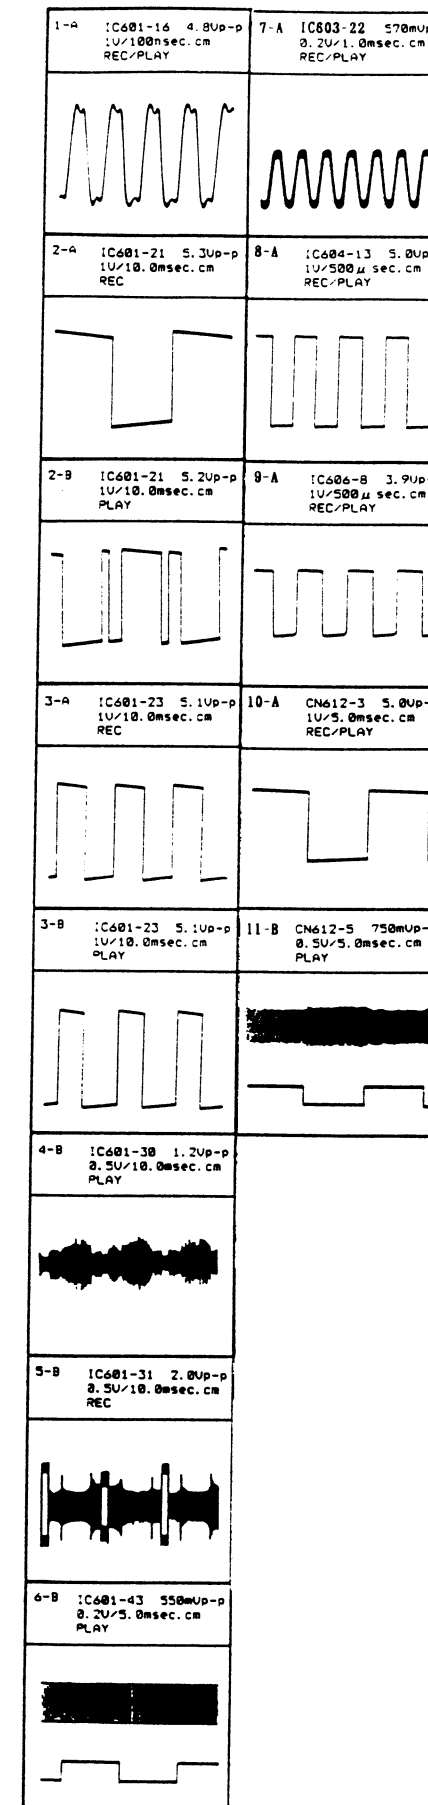 1-A IC601-16 4.8Vp-p
1V/100nsec.cm
REC/PLAY
2-A IC601-21 5.3Vp-p
1V/10.0msec.cm
REC
2-B IC601-21 5.2Vp-p
1V/10.0msec.cm
PLAY
3-A IC601-23 5.1Vp-p
1V/10.0msec.cm
REC
3-B IC601-23 5.1Vp-p
1V/10.0msec.cm
PLAY
4-B IC601-30 1.2Vp-p
0.5V/10.0msec.cm
PLAY
5-B IC601-31 2.0Vp-p
0.5V/10.0msec.cm
REC
6-B IC601-43 550mVp-p
0.2V/5.0msec.cm
PLAY
7-A IC603-22 570mVp
0.2V/1.0msec.cm
REC/PLAY
8-A IC604-13 5.0Vp
1V/500μsec.cm
REC/PLAY
9-A IC606-8 3.9Vp
1V/500μsec.cm
REC/PLAY
10-A CN612-3 5.0Vp-
1V/5.0msec.cm
REC/PLAY
11-B CN612-5 750mVp-
0.5V/5.0msec.cm
PLAY